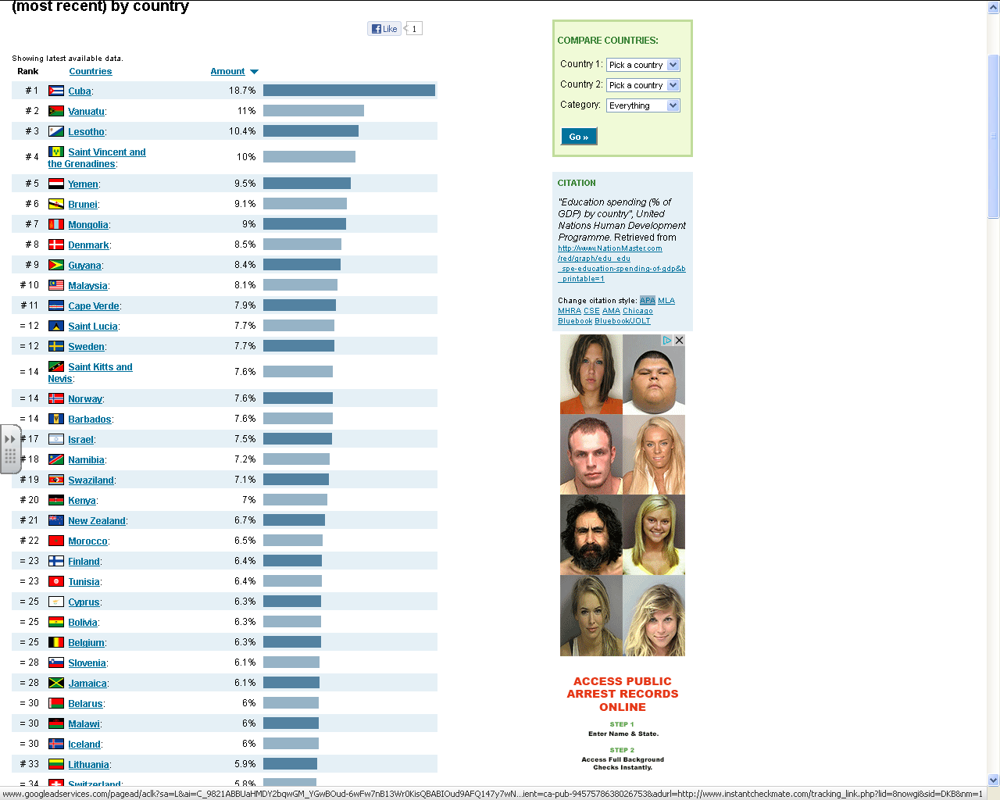 (most recent) by country
Like 1
Showing latest available data.
Rank Countries Amount
# 1 Cuba: 18.7%
# 2 Vanuatu: 11%
# 3 Lesotho: 10.4%
# 4 Saint Vincent and the Grenadines: 10%
# 5 Yemen: 9.5%
# 6 Brunei: 9.1%
# 7 Mongolia: 9%
# 8 Denmark: 8.5%
# 9 Guyana: 8.4%
# 10 Malaysia: 8.1%
# 11 Cape Verde: 7.9%
= 12 Saint Lucia: 7.7%
= 12 Sweden: 7.7%
= 14 Saint Kitts and Nevis: 7.6%
= 14 Norway: 7.6%
= 14 Barbados: 7.6%
#17 Israel: 7.5%
#18 Namibia: 7.2%
# 19 Swaziland: 7.1%
# 20 Kenya: 7%
# 21 New Zealand: 6.7%
# 22 Morocco: 6.5%
= 23 Finland: 6.4%
= 23 Tunisia: 6.4%
= 25 Cyprus: 6.3%
= 25 Bolivia: 6.3%
= 25 Belgium: 6.3%
= 28 Slovenia: 6.1%
= 28 Jamaica: 6.1%
= 30 Belarus: 6%
= 30 Malawi: 6%
= 30 Iceland: 6%
# 33 Lithuania: 5.9%
= 34 Switzerland: 5.8%
COMPARE COUNTRIES:
Country 1: Pick a country
Country 2: Pick a country
Category: Everything
Go »
CITATION
"Education spending (% of
GDP) by country", United
Nations Human Development
Programme. Retrieved from
http://www.NationMaster.com
/red/graph/edu_edu
_spe-education-spending-of-gdp&b
_printable=1
Change citation style: APA MLA
MHRA CSE AMA Chicago
Bluebook Bluebook/JOLT
ACCESS PUBLIC
ARREST RECORDS
ONLINE
STEP 1
Enter Name & State.
STEP 2
Access Full Background
Checks Instantly.
www.googleadservices.com/pagead/aclk?sa=L&ai=C_9821ABBUaHMDY2bqwGM_YGwBOud-6wFw7nB13Wr0KisQBABIOud9AFQ147y7wN...ient=ca-pub-9457578638026753&adurl=http://www.instantcheckmate.com/tracking_link.php?lid=8nowgi&sid=DKB&nm=1